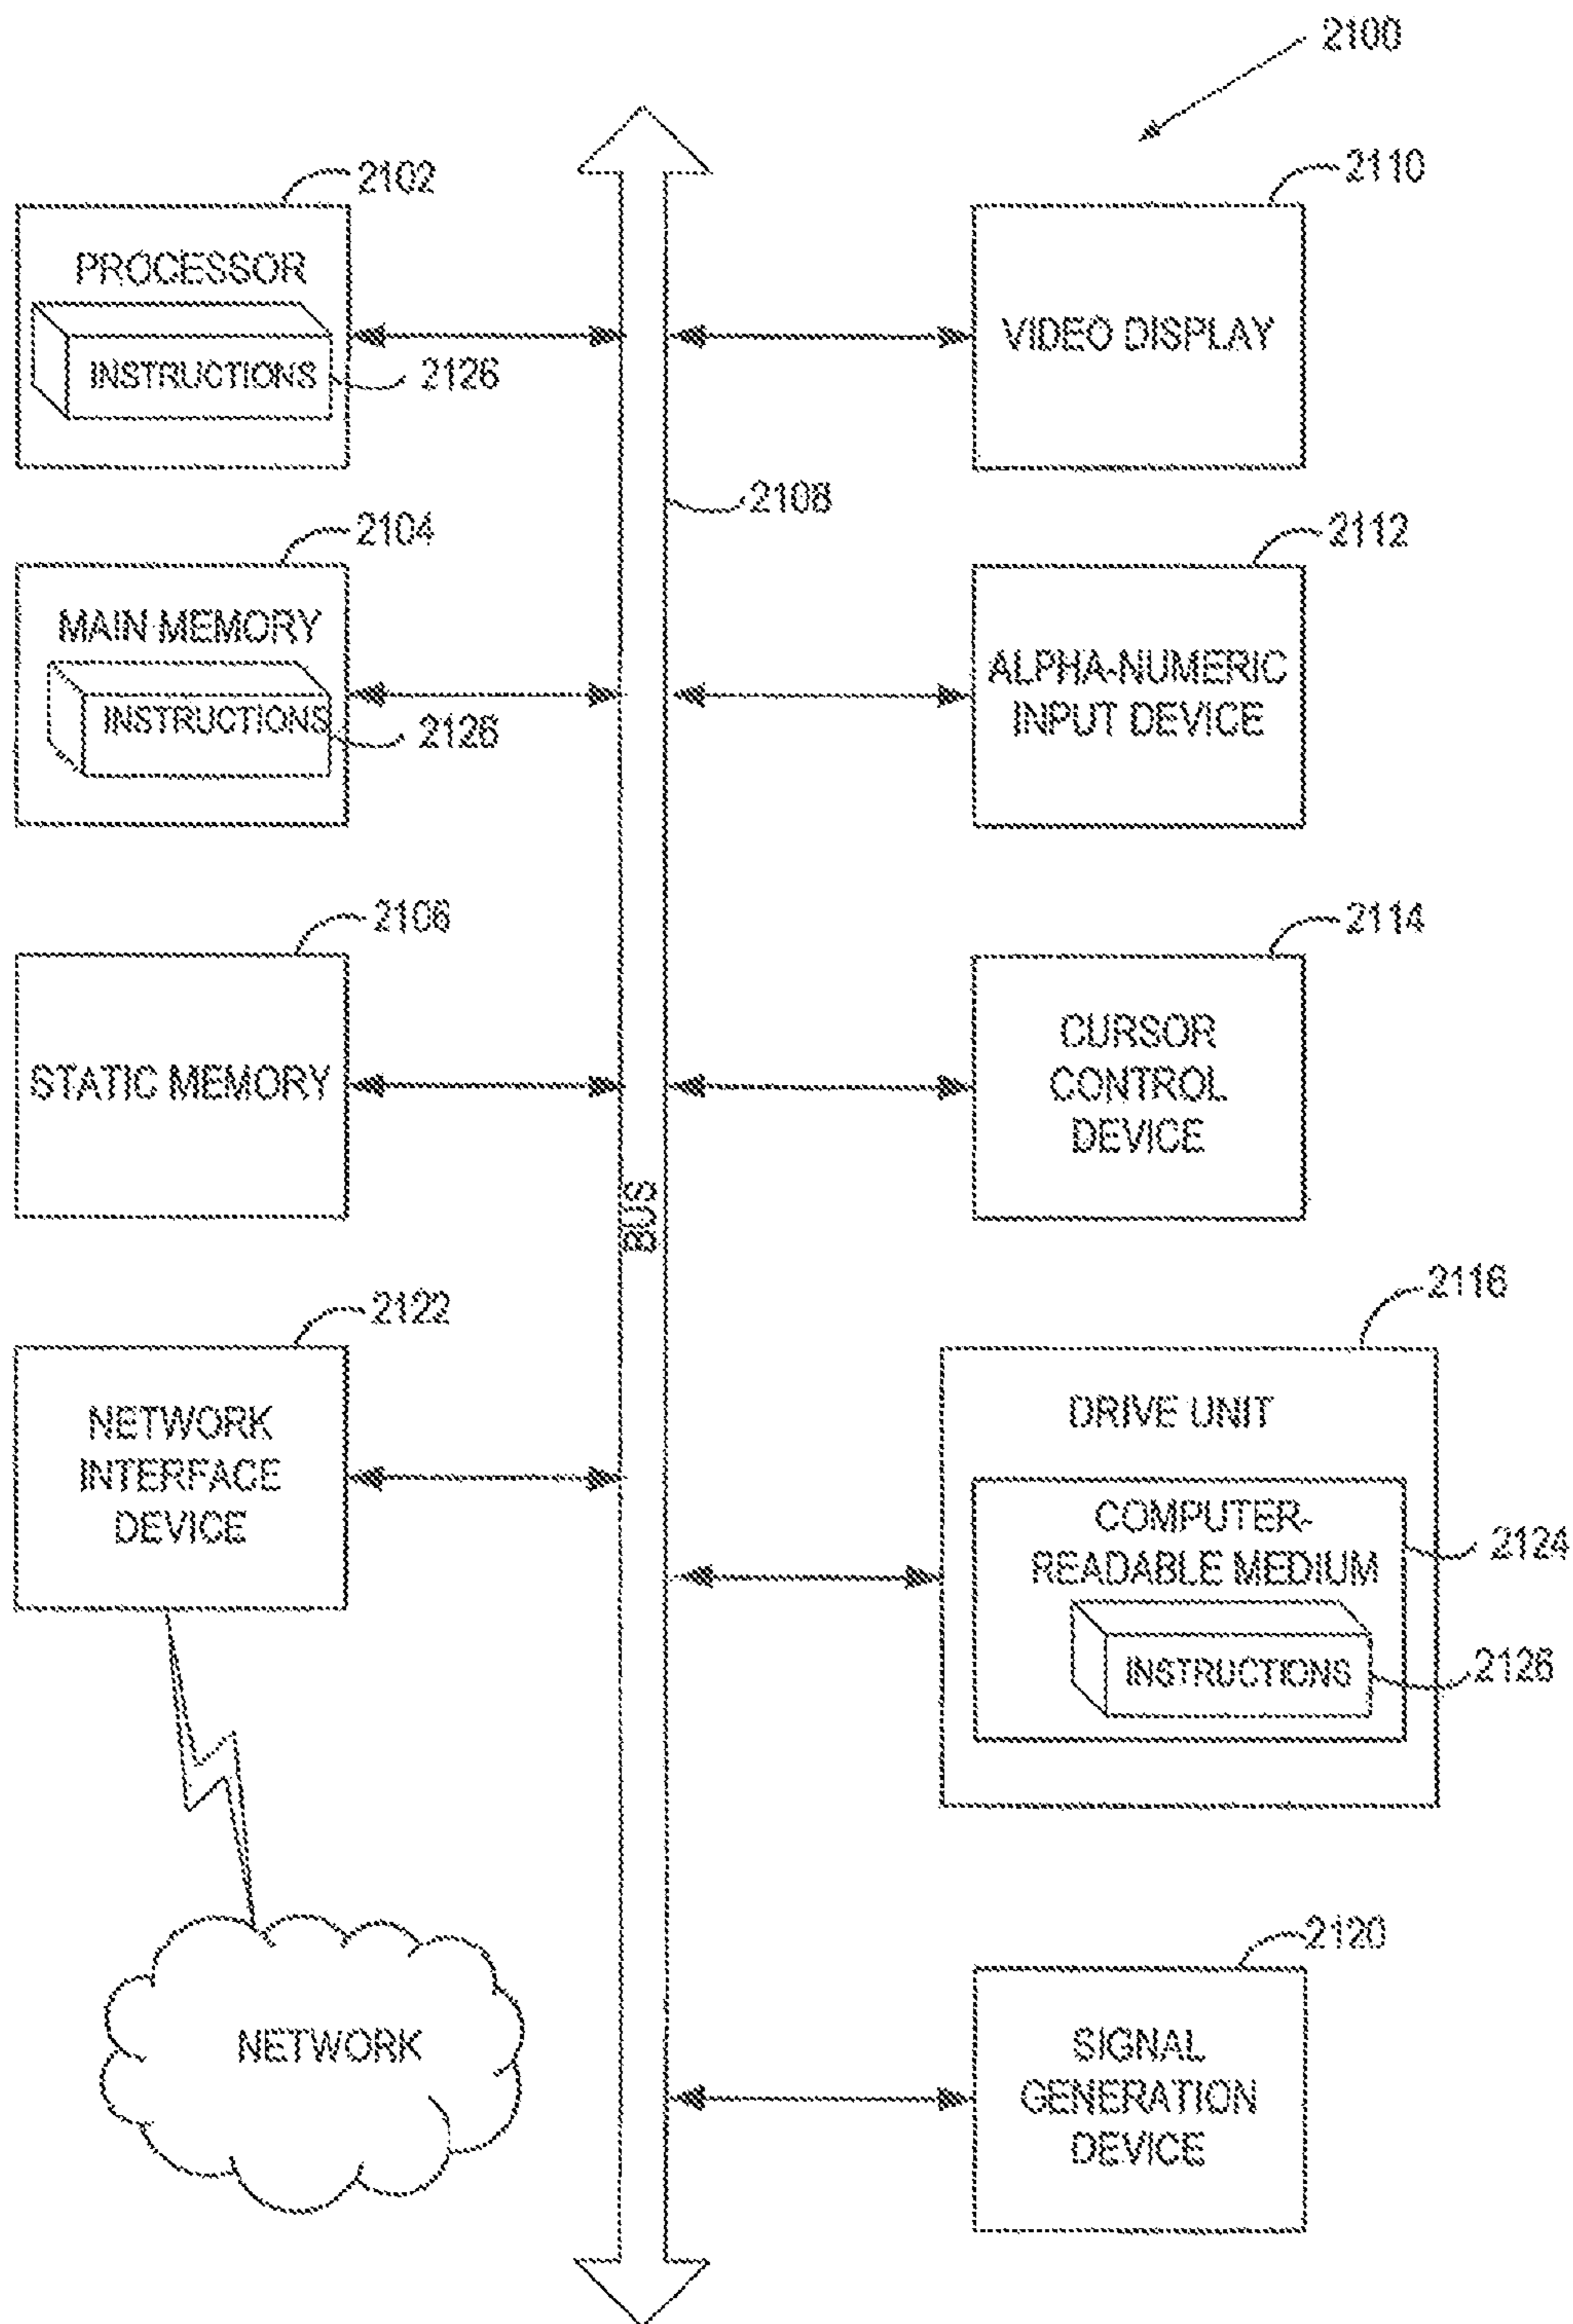 2100
2102
PROCESSOR
INSTRUCTIONS
2126
2110
VIDEO DISPLAY
2108
2104
MAIN MEMORY
INSTRUCTIONS
2126
2112
ALPHA-NUMERIC
INPUT DEVICE
2106
STATIC MEMORY
2114
CURSOR
CONTROL
DEVICE
BUS
2122
NETWORK
INTERFACE
DEVICE
2116
DRIVE UNIT
COMPUTER-
READABLE MEDIUM
2124
INSTRUCTIONS
2126
NETWORK
2120
SIGNAL
GENERATION
DEVICE